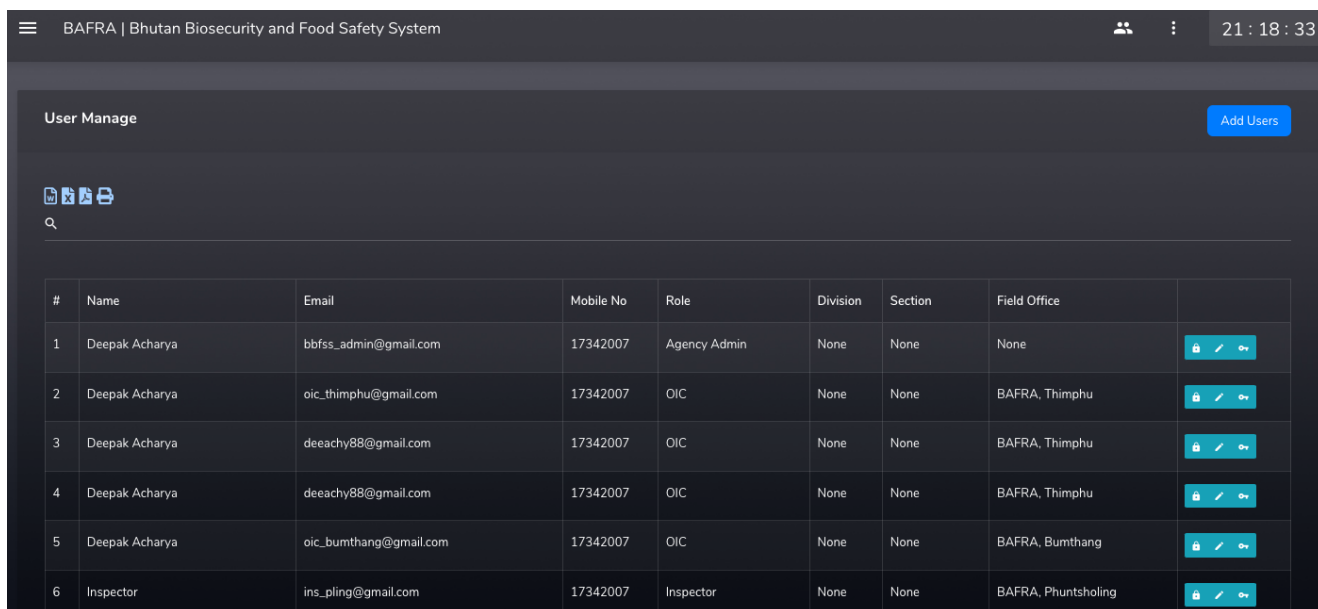 BAFRA | Bhutan Biosecurity and Food Safety System 21 : 18 : 33
User Manage Add Users
# Name Email Mobile No Role Division Section Field Office
1 Deepak Acharya bbfss_admin@gmail.com 17342007 Agency Admin None None None
2 Deepak Acharya oic_thimphu@gmail.com 17342007 OIC None None BAFRA, Thimphu
3 Deepak Acharya deeachy88@gmail.com 17342007 OIC None None BAFRA, Thimphu
4 Deepak Acharya deeachy88@gmail.com 17342007 OIC None None BAFRA, Thimphu
5 Deepak Acharya oic_bumthang@gmail.com 17342007 OIC None None BAFRA, Bumthang
6 Inspector ins_pling@gmail.com 17342007 Inspector None None BAFRA, Phuntsholing